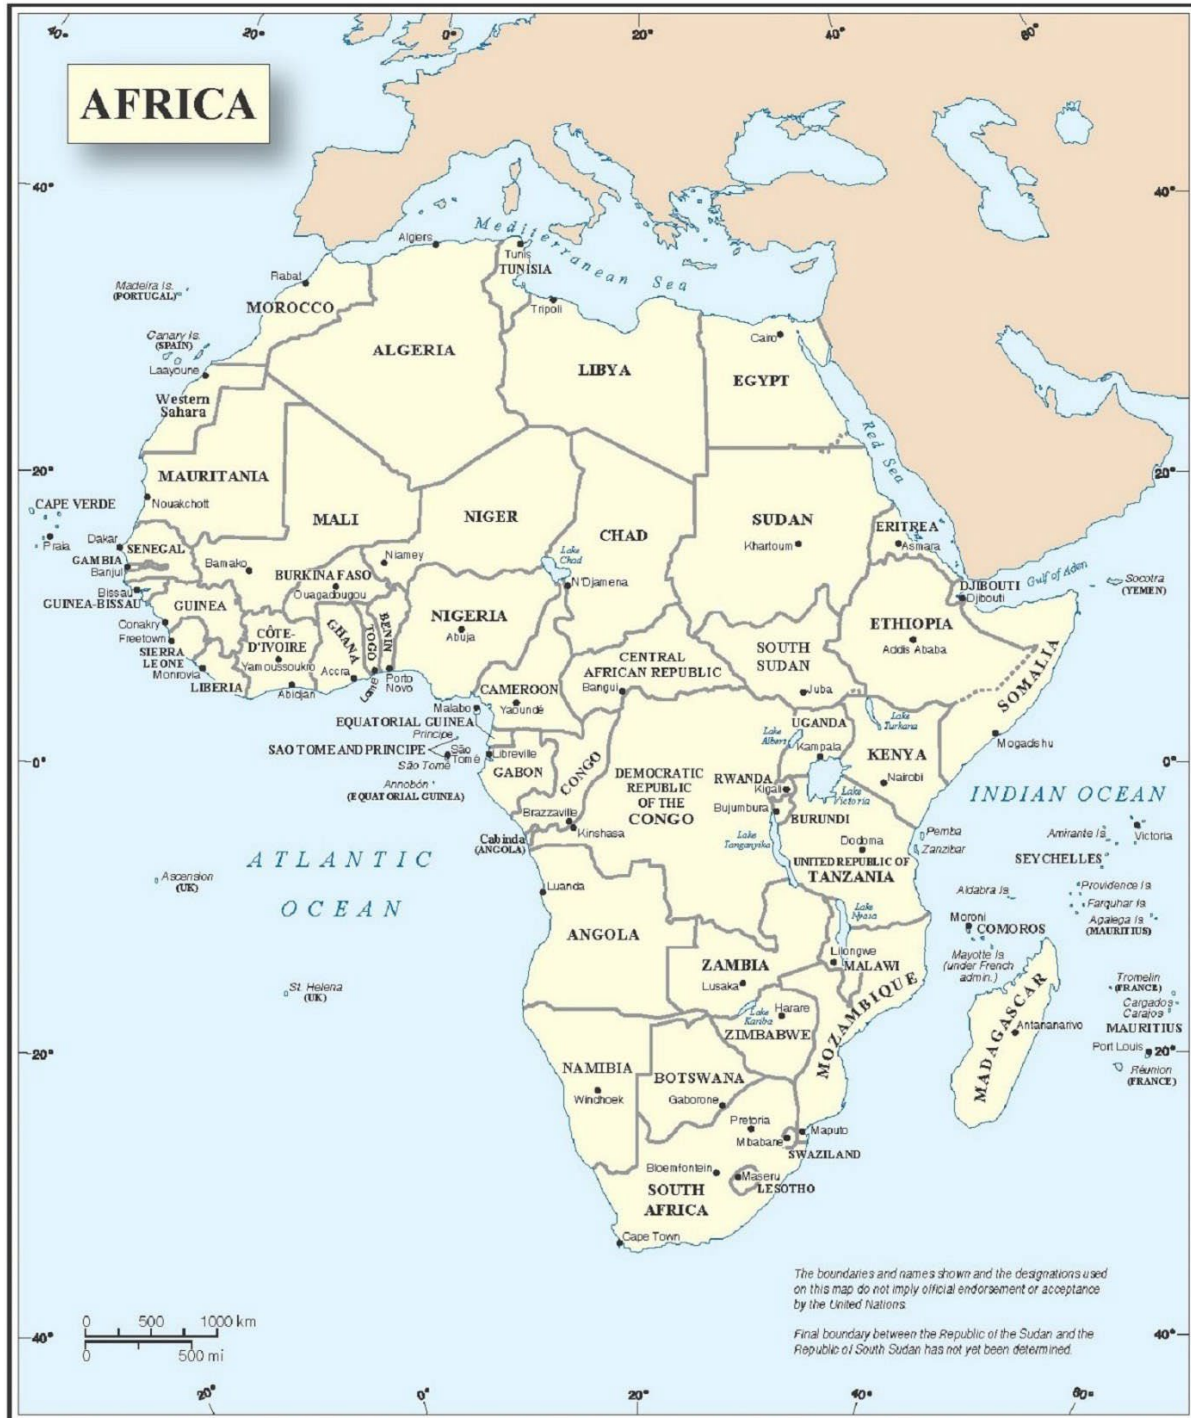 10°
20°
0°
20°
40°
60°
AFRICA
40°
40°
Mediterranean Sea
Algiers
Tunis
TUNISIA
Rabat
Madeira Is.
(PORTUGAL)
MOROCCO
Tripoli
Canary Is.
(SPAIN)
Cairo
ALGERIA
Laayoune
LIBYA
EGYPT
Western
Sahara
Red Sea
20°
20°
MAURITANIA
Nouakchott
CAPE VERDE
Praia
MALI
NIGER
CHAD
SUDAN
Khartoum
ERITREA
Asmara
Dakar
SENEGAL
GAMBIA
Banjul
Bamako
Niamey
Lake
Chad
N'Djamena
BURKINA FASO
Ouagadougou
Bissau
GUINEA-BISSAU
GUINEA
DJIBOUTI
Djibouti
Gulf of Aden
Socotra
(YEMEN)
Conakry
Freetown
SIERRA
LEONE
Monrovia
LIBERIA
CÔTE-
D'IVOIRE
Yamoussoukro
Abidjan
GHANA
Accra
TOGO
Lomé
BENIN
Porto
Novo
NIGERIA
Abuja
ETHIOPIA
Addis Ababa
SOUTH
SUDAN
Juba
CENTRAL
AFRICAN REPUBLIC
Bangui
SOMALIA
Mogadishu
CAMEROON
Yaoundé
Malabo
EQUATORIAL GUINEA
Principe
SAO TOME AND PRINCIPE
São
Tomé
São Tomé
Libreville
GABON
CONGO
Annobón
(EQUATORIAL GUINEA)
0°
0°
UGANDA
Lake
Albert
Kampala
Lake
Turkana
KENYA
Nairobi
DEMOCRATIC
REPUBLIC
OF THE
CONGO
RWANDA
Kigali
Bujumbura
BURUNDI
Lake
Victoria
INDIAN OCEAN
Brazzaville
Kinshasa
Cabinda
(ANGOLA)
Lake
Tanganyika
Dodoma
UNITED REPUBLIC OF
TANZANIA
Pemba
Zanzibar
Amirante Is.
Victoria
SEYCHELLES
ATLANTIC
OCEAN
Ascension
(UK)
Luanda
Aldabra Is.
Providence Is.
Farquhar Is.
Agalega Is.
(MAURITIUS)
Lake
Nyasa
Moroni
COMOROS
Mayotte Is.
(under French
admin.)
ANGOLA
ZAMBIA
Lusaka
Lilongwe
MALAWI
St. Helena
(UK)
Tromelin
(FRANCE)
Cargados
Carajos
MAURITIUS
Port Louis
Réunion
(FRANCE)
MOZAMBIQUE
MADAGASCAR
Antananarivo
Lake
Kariba
Harare
ZIMBABWE
20°
20°
NAMIBIA
Windhoek
BOTSWANA
Gaborone
Pretoria
Mbabane
Maputo
SWAZILAND
Bloemfontein
Maseru
LESOTHO
SOUTH
AFRICA
Cape Town
The boundaries and names shown and the designations used
on this map do not imply official endorsement or acceptance
by the United Nations.
Final boundary between the Republic of the Sudan and the
Republic of South Sudan has not yet been determined.
0 500 1000 km
0 500 mi
40°
40°
20°
0°
20°
40°
60°